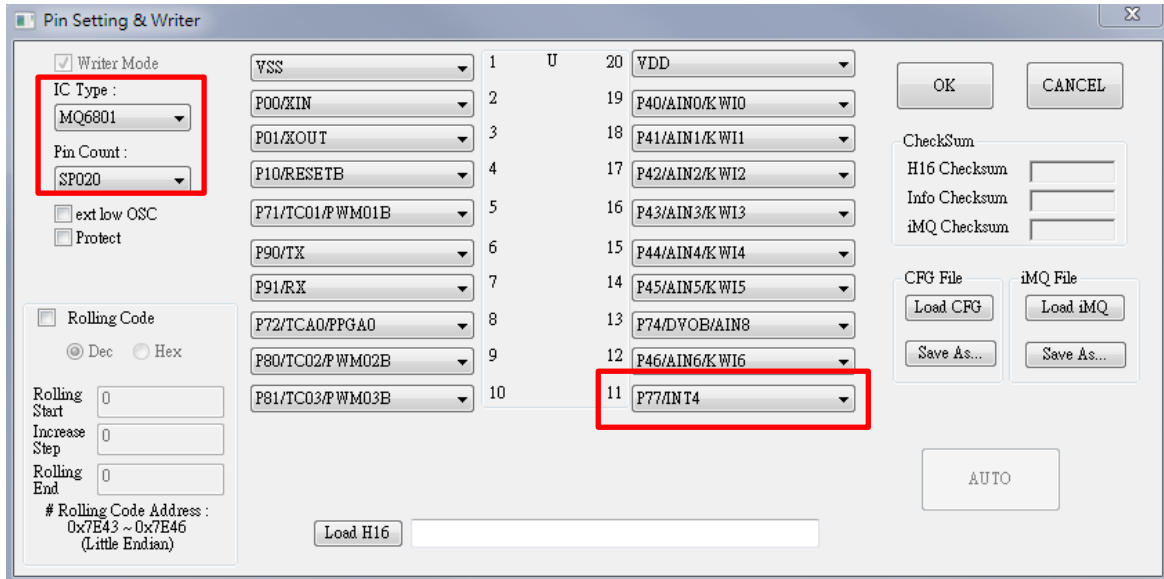 Pin Setting & Writer
Writer Mode
IC Type :
MQ6801
Pin Count :
SP020
ext low OSC
Protect
Rolling Code
Dec Hex
Rolling Start 0
Increase Step 0
Rolling End 0
# Rolling Code Address :
0x7E43 ~ 0x7E46
(Little Endian)
VSS 1 U 20 VDD
P00/XIN 2 19 P40/AIN0/KWI0
P01/XOUT 3 18 P41/AIN1/KWI1
P10/RESETB 4 17 P42/AIN2/KWI2
P71/TC01/PWM01B 5 16 P43/AIN3/KWI3
P90/TX 6 15 P44/AIN4/KWI4
P91/RX 7 14 P45/AIN5/KWI5
P72/TCA0/PPGA0 8 13 P74/DVOB/AIN8
P80/TC02/PWM02B 9 12 P46/AIN6/KWI6
P81/TC03/PWM03B 10 11 P77/INT4
Load H16
OK CANCEL
CheckSum
H16 Checksum
Info Checksum
iMQ Checksum
CFG File iMQ File
Load CFG Load iMQ
Save As... Save As...
AUTO